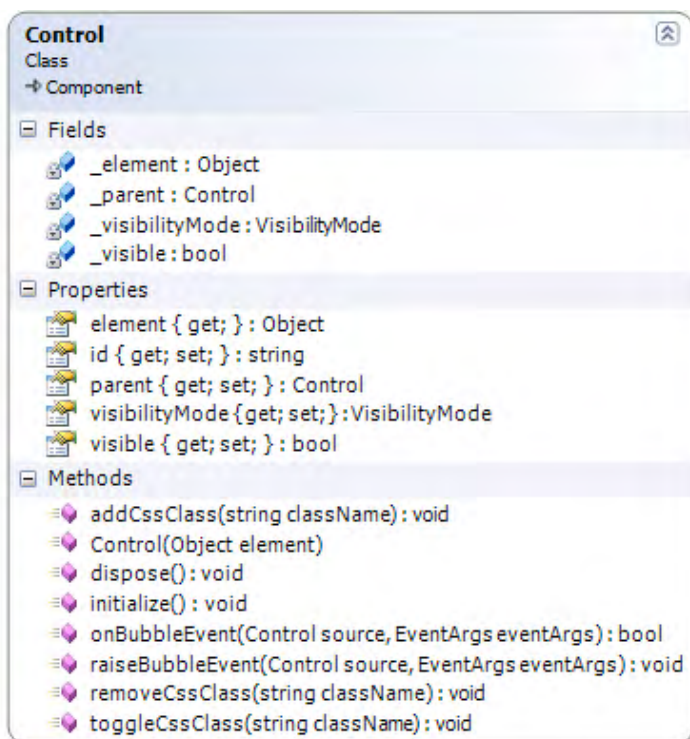 Control
Class
Component
Fields
_element : Object
_parent : Control
_visibilityMode : VisibilityMode
_visible : bool
Properties
element { get; } : Object
id { get; set; } : string
parent { get; set; } : Control
visibilityMode {get; set;}:VisibilityMode
visible { get; set; } : bool
Methods
addCssClass(string className) : void
Control(Object element)
dispose() : void
initialize() : void
onBubbleEvent(Control source, EventArgs eventArgs) : bool
raiseBubbleEvent(Control source, EventArgs eventArgs) : void
removeCssClass(string className) : void
toggleCssClass(string className) : void